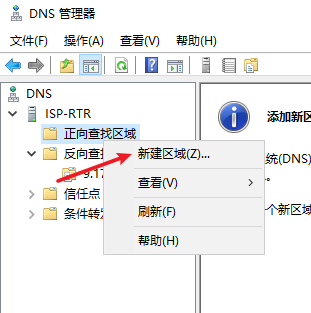 DNS 管理器
文件(F) 操作(A) 查看(V) 帮助(H)
DNS
ISP-RTR
正向查找区域
反向查找
9.17
信任点
条件转发
新建区域(Z)...
查看(V)
刷新(F)
帮助(H)
添加新区
统(DNS)
。
个新区域